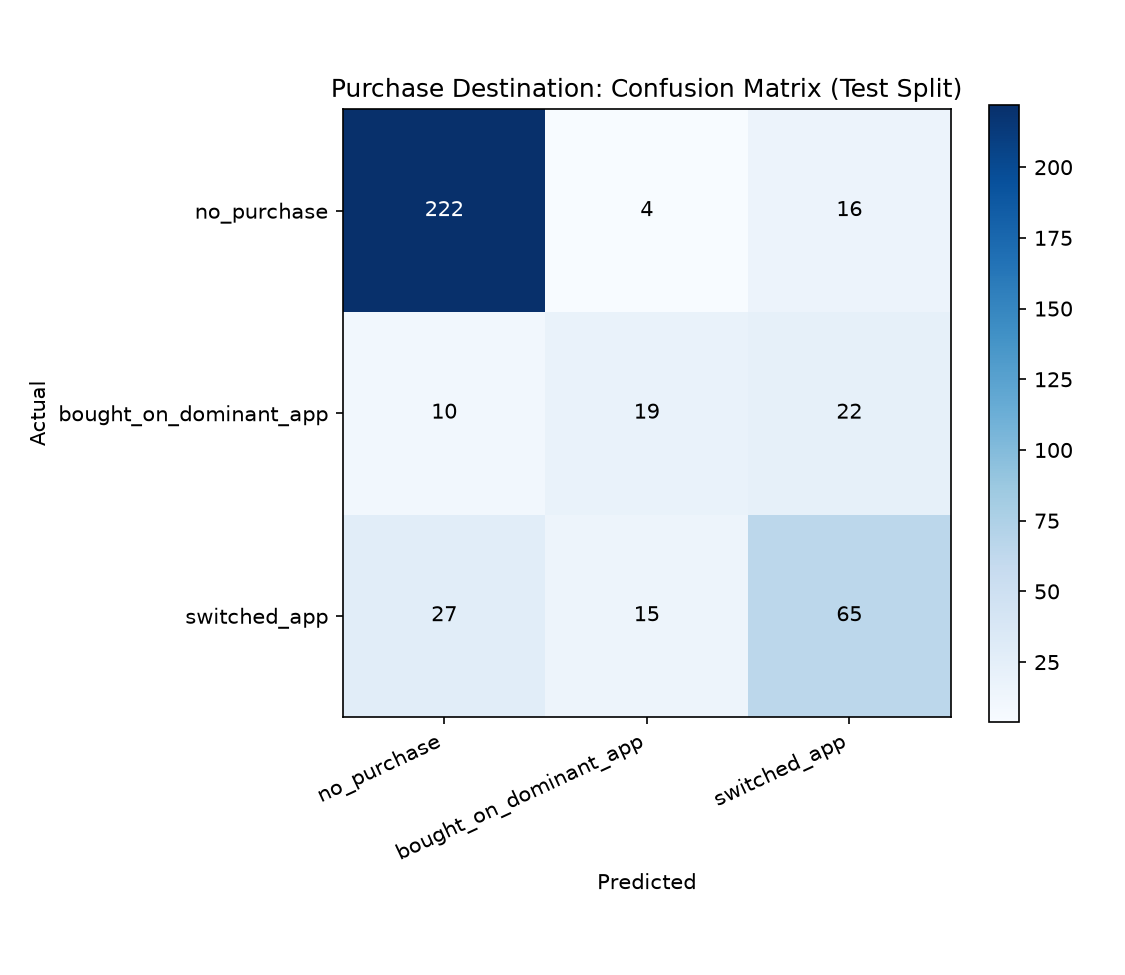 Purchase Destination: Confusion Matrix (Test Split)
no_purchase
222
4
16
bought_on_dominant_app
10
19
22
switched_app
27
15
65
Actual
no_purchase
bought_on_dominant_app
switched_app
Predicted
200
175
150
125
100
75
50
25